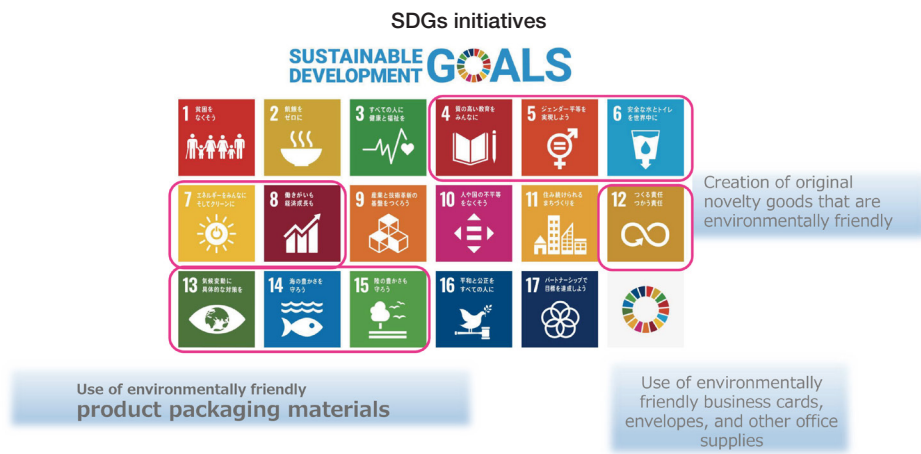 SDGs initiatives
SUSTAINABLE
DEVELOPMENT
GOALS
1 貧困を
なくそう
2 飢餓を
ゼロに
3 すべての人に
健康と福祉を
4 質の高い教育を
みんなに
5 ジェンダー平等を
実現しよう
6 安全な水とトイレ
を世界中に
7 エネルギーをみんなに
そしてクリーンに
8 働きがいも
経済成長も
9 産業と技術革新の
基盤をつくろう
10 人や国の不平等
をなくそう
11 住み続けられる
まちづくりを
12 つくる責任
つかう責任
Creation of original
novelty goods that are
environmentally friendly
13 気候変動に
具体的な対策を
14 海の豊かさを
守ろう
15 陸の豊かさも
守ろう
16 平和と公正を
すべての人に
17 パートナーシップで
目標を達成しよう
Use of environmentally friendly
product packaging materials
Use of environmentally
friendly business cards,
envelopes, and other office
supplies